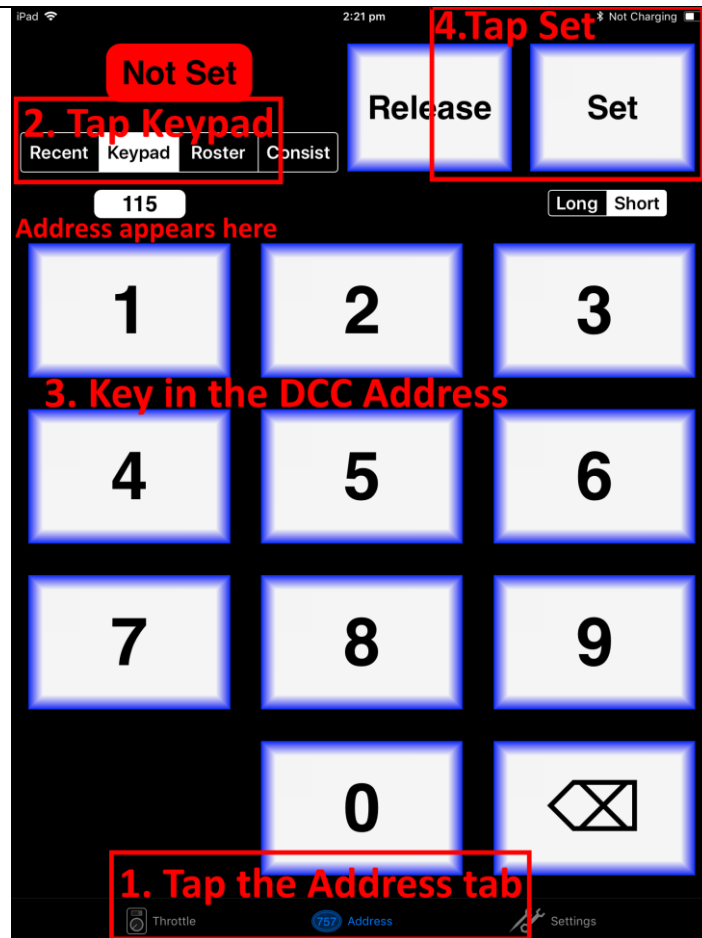 iPad 2:21 pm Not Charging
4.Tap Set
Not Set
Release Set
2. Tap Keypad
Recent Keypad Roster Consist
115 Long Short
Address appears here
1 2 3
3. Key in the DCC Address
4 5 6
7 8 9
0
1. Tap the Address tab
Throttle 757 Address Settings